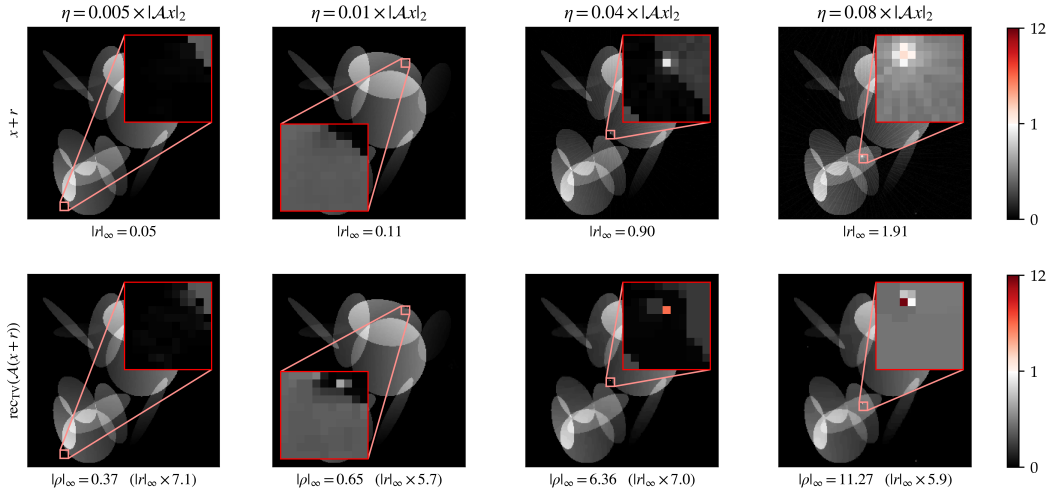 η = 0.005 × |𝒜x|₂
η = 0.01 × |𝒜x|₂
η = 0.04 × |𝒜x|₂
η = 0.08 × |𝒜x|₂
x + r
12
1
0
|r|∞ = 0.05
|r|∞ = 0.11
|r|∞ = 0.90
|r|∞ = 1.91
rec_TV(𝒜(x + r))
12
1
0
|ρ|∞ = 0.37 (|r|∞ × 7.1)
|ρ|∞ = 0.65 (|r|∞ × 5.7)
|ρ|∞ = 6.36 (|r|∞ × 7.0)
|ρ|∞ = 11.27 (|r|∞ × 5.9)